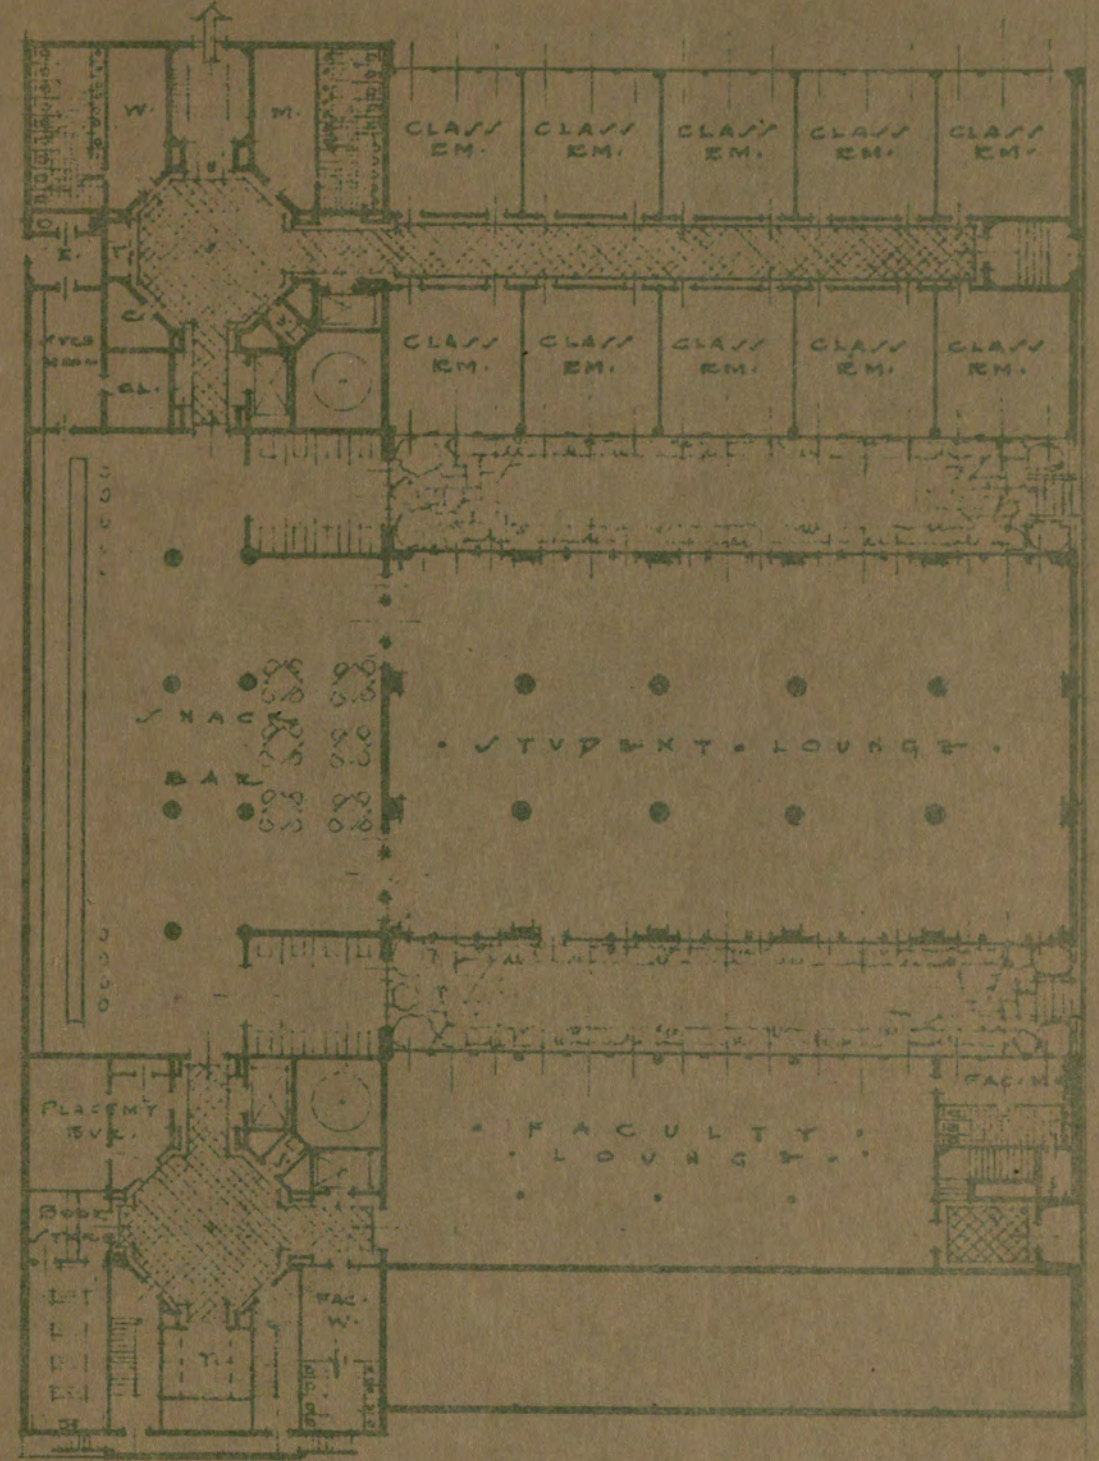 W.
M.
CLASS
RM.
CLASS
RM.
CLASS
RM.
CLASS
RM.
CLASS
RM.
E.
T.
C.
CL.
CLASS
RM.
CLASS
RM.
CLASS
RM.
CLASS
RM.
CLASS
RM.
SNACK
BAR
· STUDENT · LOUNGE ·
PLACEM'T
BUR.
BOOK
STORE
· FACULTY ·
· LOUNGE ·
FAC. M.
FAC.
W.
T.